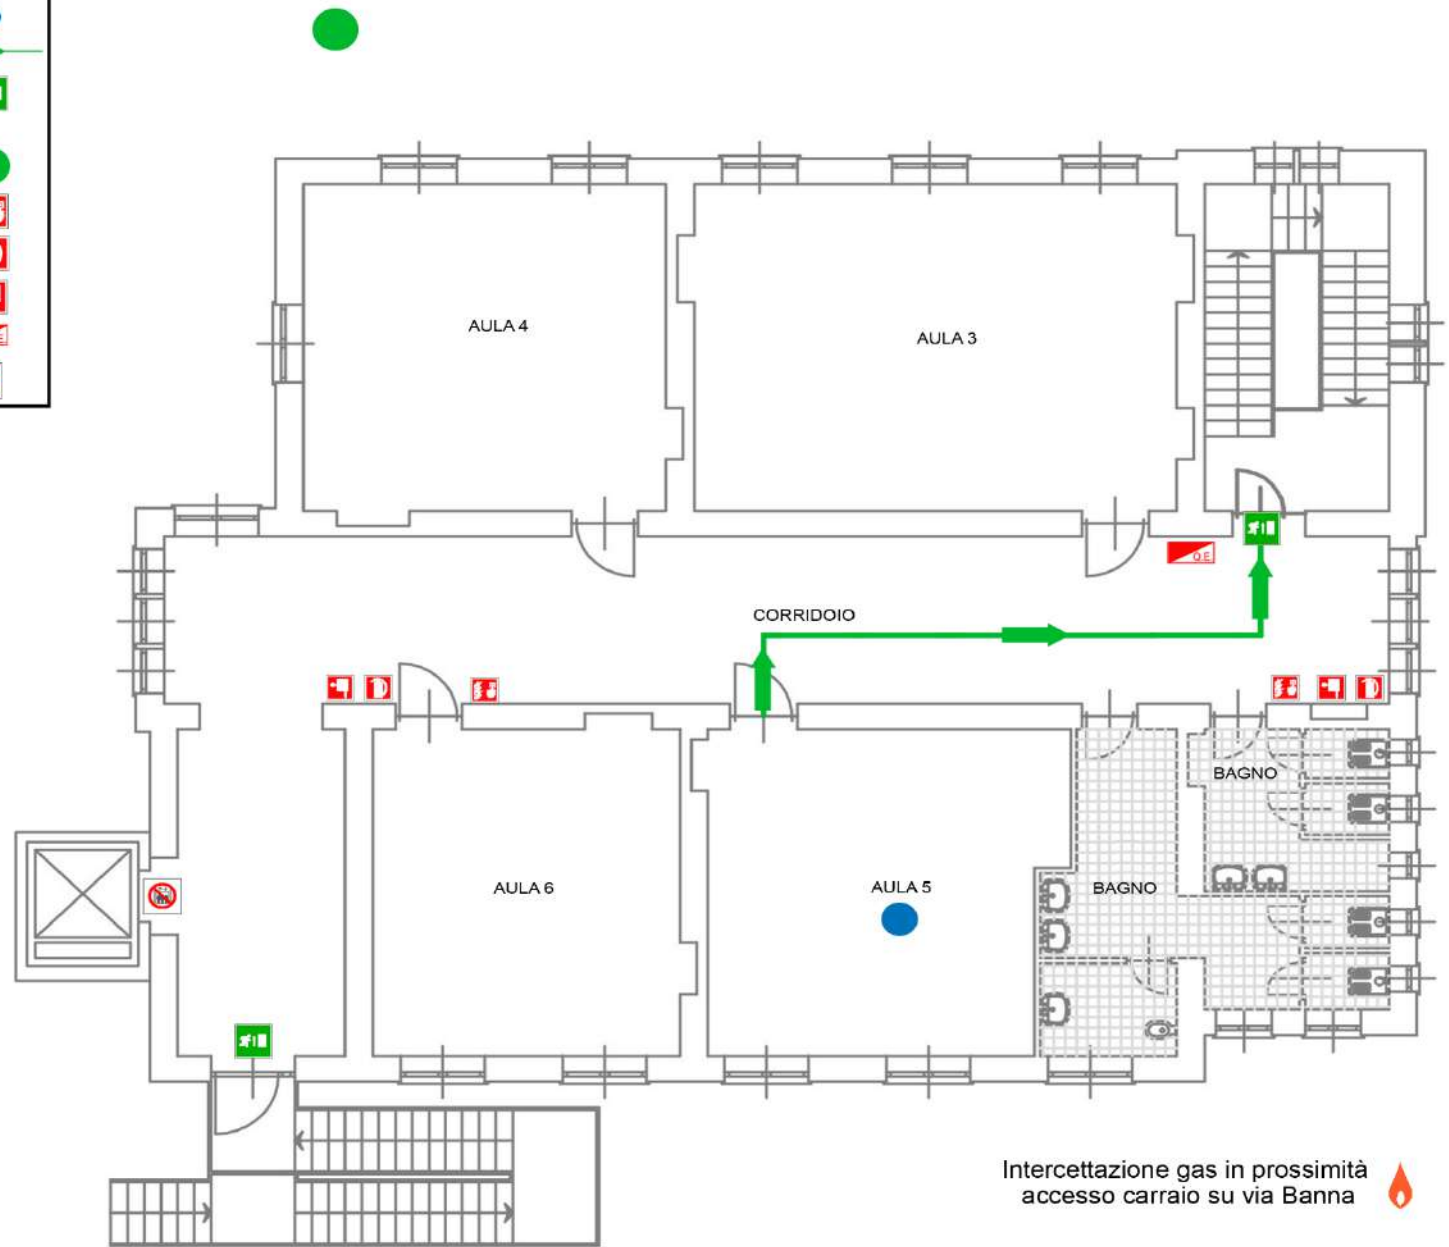 AULA 4
AULA 3
Q.E.
CORRIDOIO
BAGNO
AULA 6
AULA 5
BAGNO
Intercettazione gas in prossimità
accesso carraio su via Banna